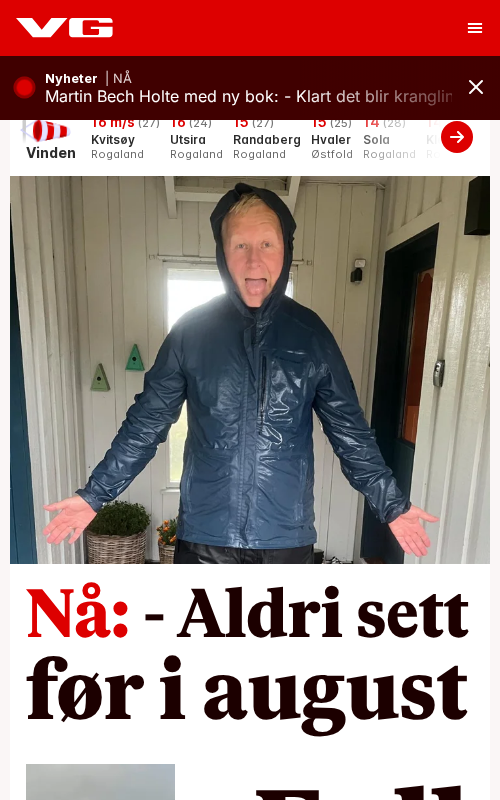 VG
Nyheter | NÅ
Martin Bech Holte med ny bok: - Klart det blir kranglin
Vinden
16 m/s (27)
Kvitsøy
Rogaland
16 (24)
Utsira
Rogaland
15 (27)
Randaberg
Rogaland
15 (25)
Hvaler
Østfold
14 (28)
Sola
Rogaland
Nå: - Aldri sett
før i august